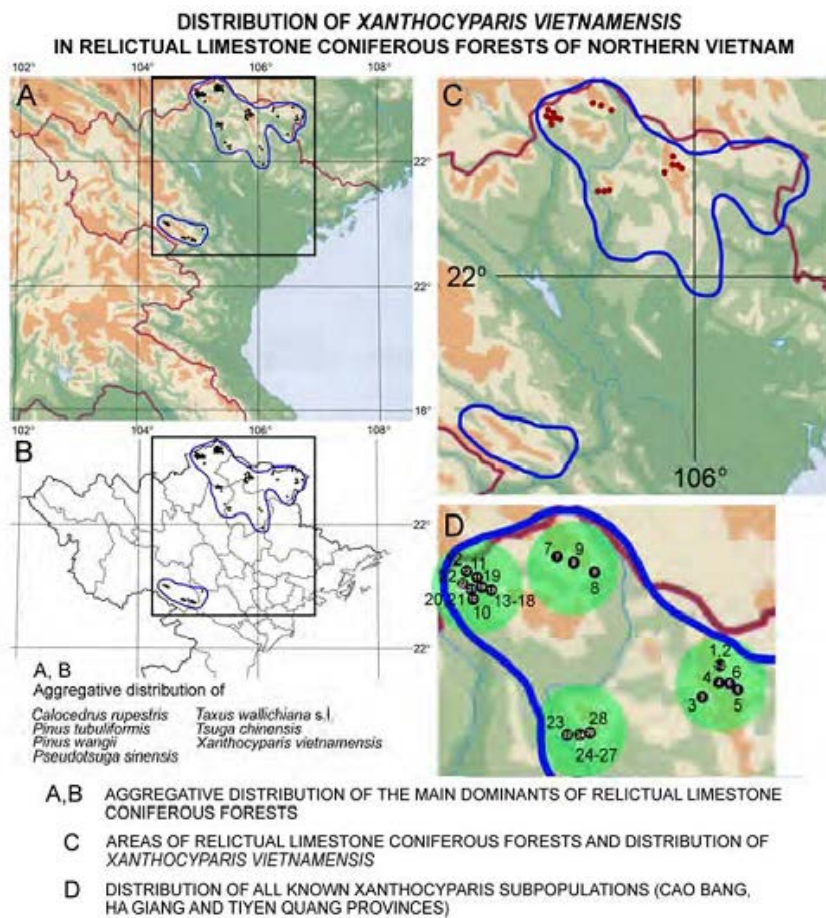 DISTRIBUTION OF XANTHOCYPARIS VIETNAMENSIS
IN RELICTUAL LIMESTONE CONIFEROUS FORESTS OF NORTHERN VIETNAM
102° 104° 106° 108°
A
22°
22°
18°
C
22°
106°
104° 106° 108°
B
22°
22°
A, B
Aggregative distribution of
Calocedrus rupestris Taxus wallichiana s.l.
Pinus tubuliformis Tsuga chinensis
Pinus wangii Xanthocyparis vietnamensis
Pseudotsuga sinensis
D
7 9
8
11
19
20,21
13-18
10
1,2
4 6
3 5
23 28
24-27
A,B AGGREGATIVE DISTRIBUTION OF THE MAIN DOMINANTS OF RELICTUAL LIMESTONE
CONIFEROUS FORESTS
C AREAS OF RELICTUAL LIMESTONE CONIFEROUS FORESTS AND DISTRIBUTION OF
XANTHOCYPARIS VIETNAMENSIS
D DISTRIBUTION OF ALL KNOWN XANTHOCYPARIS SUBPOPULATIONS (CAO BANG,
HA GIANG AND TIYEN QUANG PROVINCES)